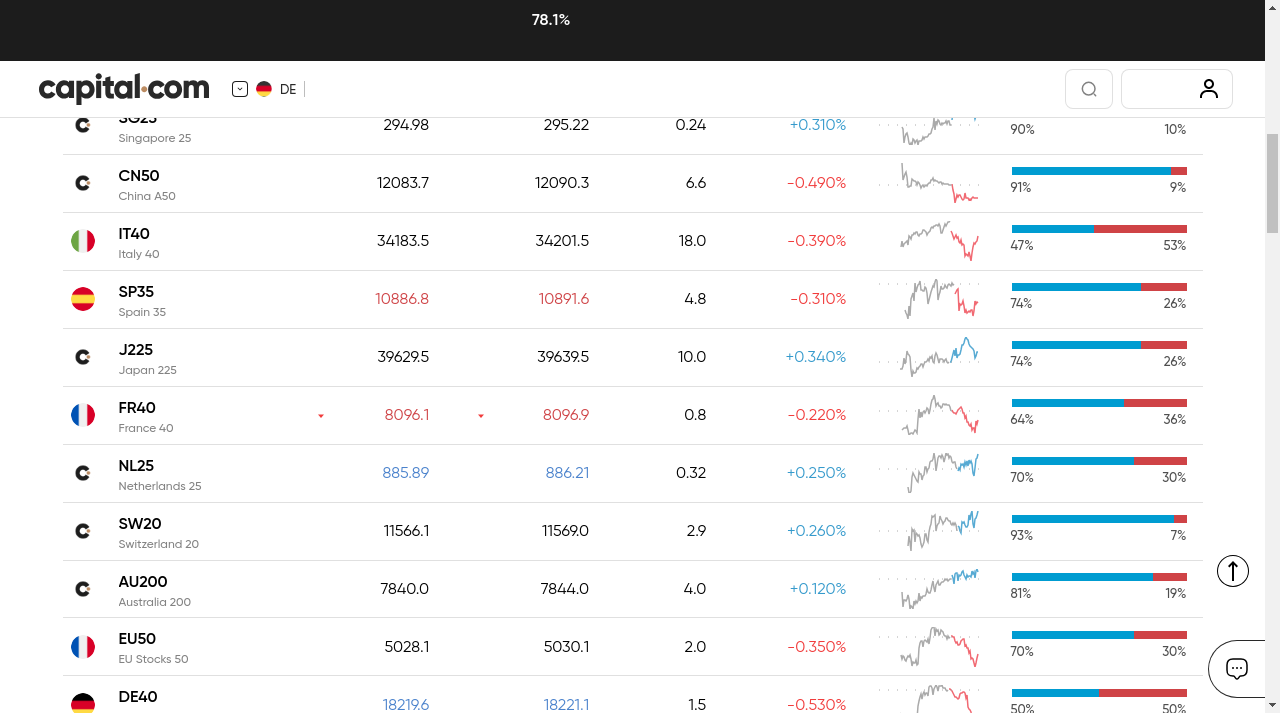 78.1%
capital.com
DE
SG25
Singapore 25
294.98
295.22
0.24
+0.310%
90%
10%
CN50
China A50
12083.7
12090.3
6.6
-0.490%
91%
9%
IT40
Italy 40
34183.5
34201.5
18.0
-0.390%
47%
53%
SP35
Spain 35
10886.8
10891.6
4.8
-0.310%
74%
26%
J225
Japan 225
39629.5
39639.5
10.0
+0.340%
74%
26%
FR40
France 40
8096.1
8096.9
0.8
-0.220%
64%
36%
NL25
Netherlands 25
885.89
886.21
0.32
+0.250%
70%
30%
SW20
Switzerland 20
11566.1
11569.0
2.9
+0.260%
93%
7%
AU200
Australia 200
7840.0
7844.0
4.0
+0.120%
81%
19%
EU50
EU Stocks 50
5028.1
5030.1
2.0
-0.350%
70%
30%
DE40
18219.6
18221.1
1.5
-0.530%
50%
50%